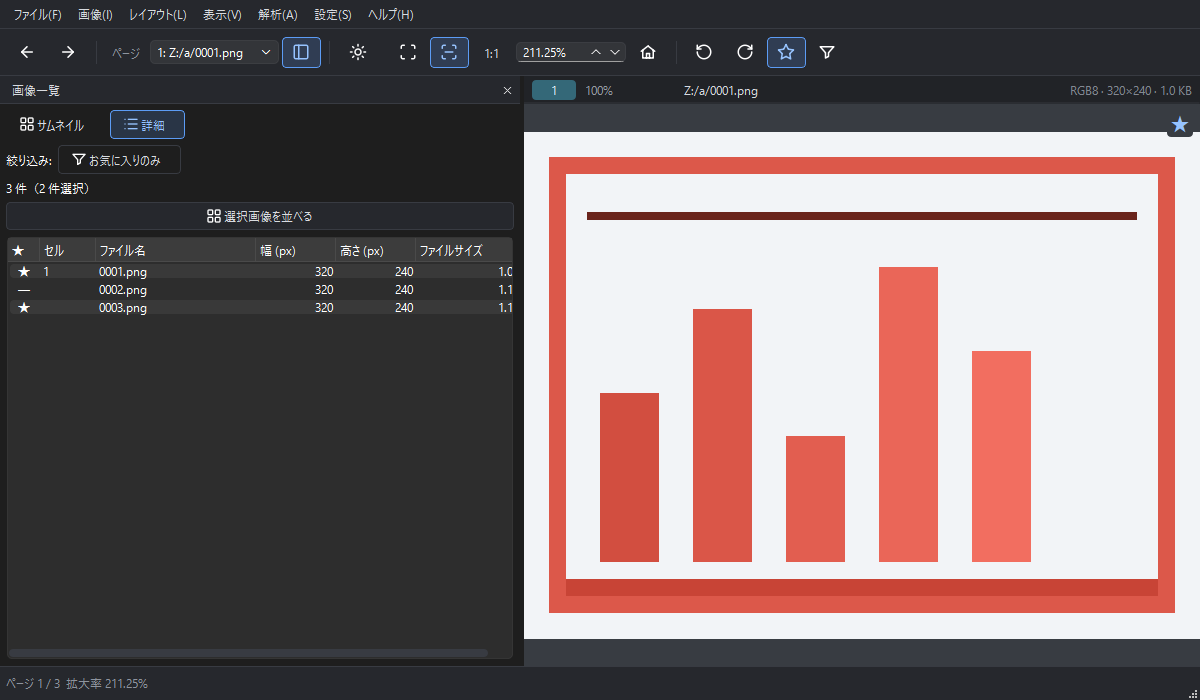 ファイル(F) 画像(I) レイアウト(L) 表示(V) 解析(A) 設定(S) ヘルプ(H)
ページ 1: Z:/a/0001.png 1:1 211.25%
画像一覧
1 100% Z:/a/0001.png RGB8 · 320×240 · 1.0 KB
サムネイル 詳細
絞り込み: お気に入りのみ
3 件（2 件選択）
選択画像を並べる
★ セル ファイル名 幅 (px) 高さ (px) ファイルサイズ
★ 1 0001.png 320 240 1.0
— 0002.png 320 240 1.1
★ 0003.png 320 240 1.1
ページ 1 / 3 拡大率 211.25%